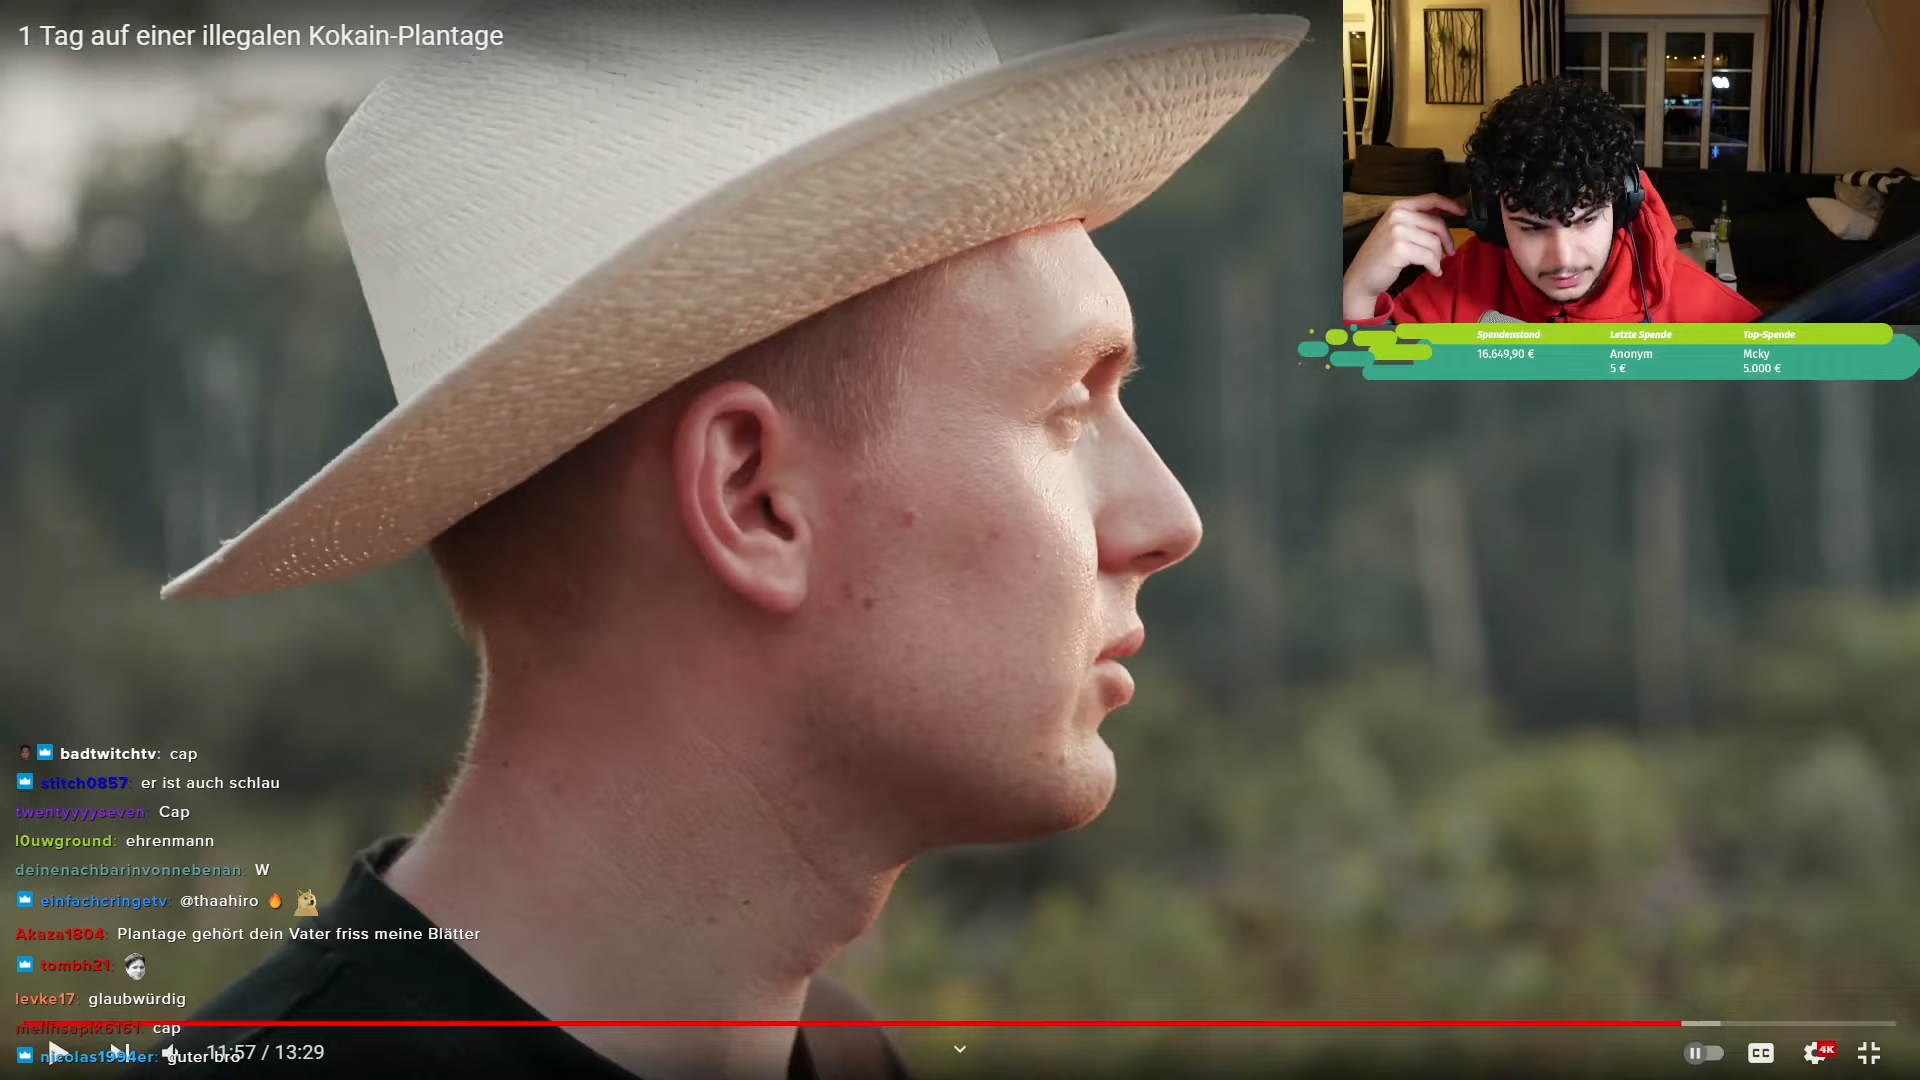 1 Tag auf einer illegalen Kokain-Plantage
Spendenstand Letzte Spende Top-Spende
16.649,90 € Anonym Mcky
5 € 5.000 €
badtwitchtv: cap
stitch0857: er ist auch schlau
twentyyyyseven: Cap
l0uwground: ehrenmann
deinenachbarinvonnebenan: W
einfachcringetv: @thaahiro
Akaza1804: Plantage gehört dein Vater friss meine Blätter
tombh21:
levke17: glaubwürdig
cap
nicolas1994er: guter bro
11:57 / 13:29
CC
4K